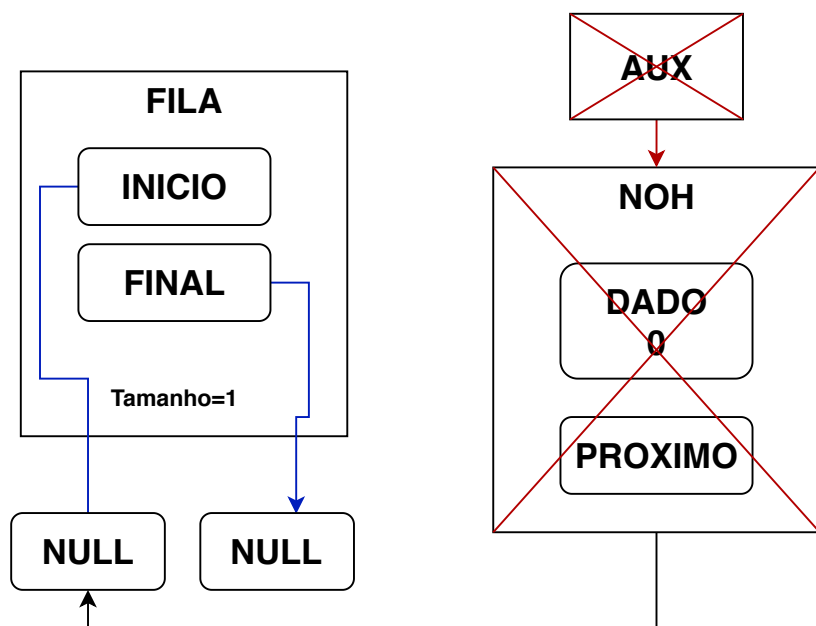 FILA
INICIO
FINAL
Tamanho=1
NULL
NULL
AUX
NOH
DADO
0
PROXIMO